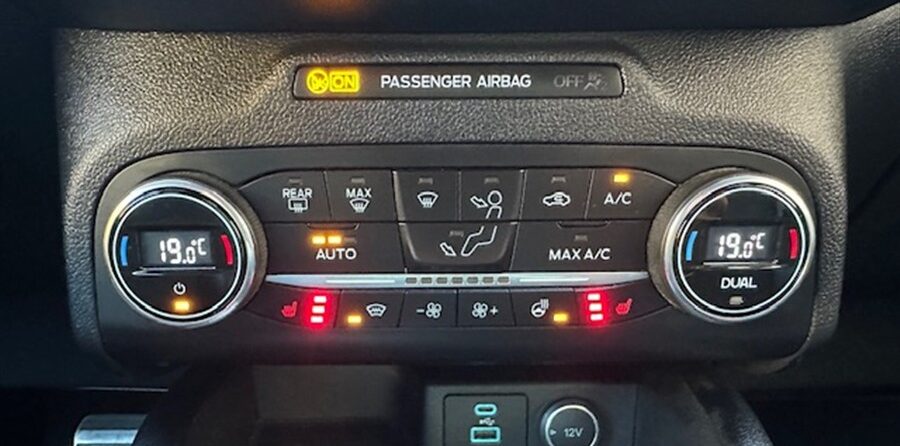 ON PASSENGER AIRBAG OFF
REAR MAX A/C
AUTO MAX A/C
19.0°C 19.0°C
DUAL
- +
12V